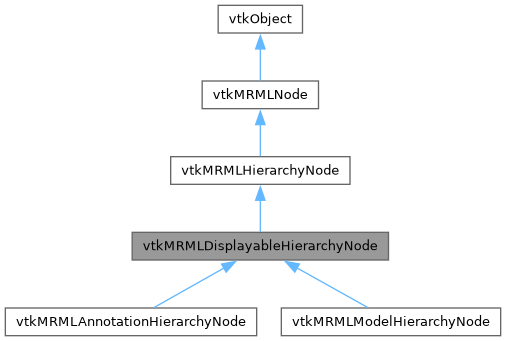 vtkObject
vtkMRMLNode
vtkMRMLHierarchyNode
vtkMRMLDisplayableHierarchyNode
vtkMRMLAnnotationHierarchyNode
vtkMRMLModelHierarchyNode